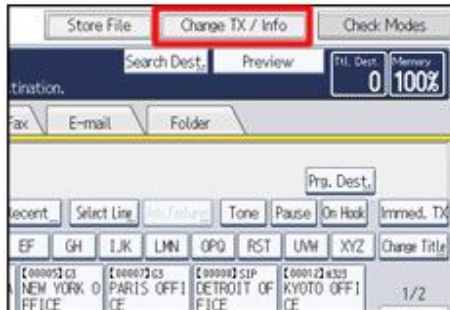 Store File Change TX / Info Check Modes
Search Dest. Preview Ttl. Dest. Memory
tination. 0 100%
Fax E-mail Folder
Prg. Dest.
Recent Select Line Tone Pause On Hook Immed. TX
EF GH IJK LMN OPQ RST UVW XYZ Change Title
[00005]G3 [00007]G3 [00008]SIP [00012]H323
NEW YORK O PARIS OFFI DETROIT OF KYOTO OFFI
FFICE CE FICE CE 1/2